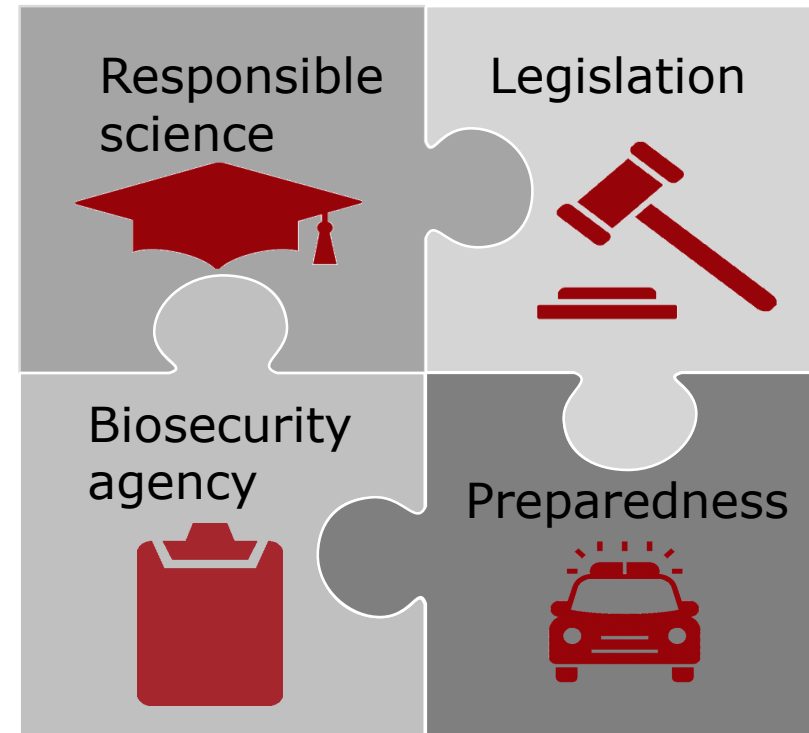 Responsible
science
Legislation
Biosecurity
agency
Preparedness